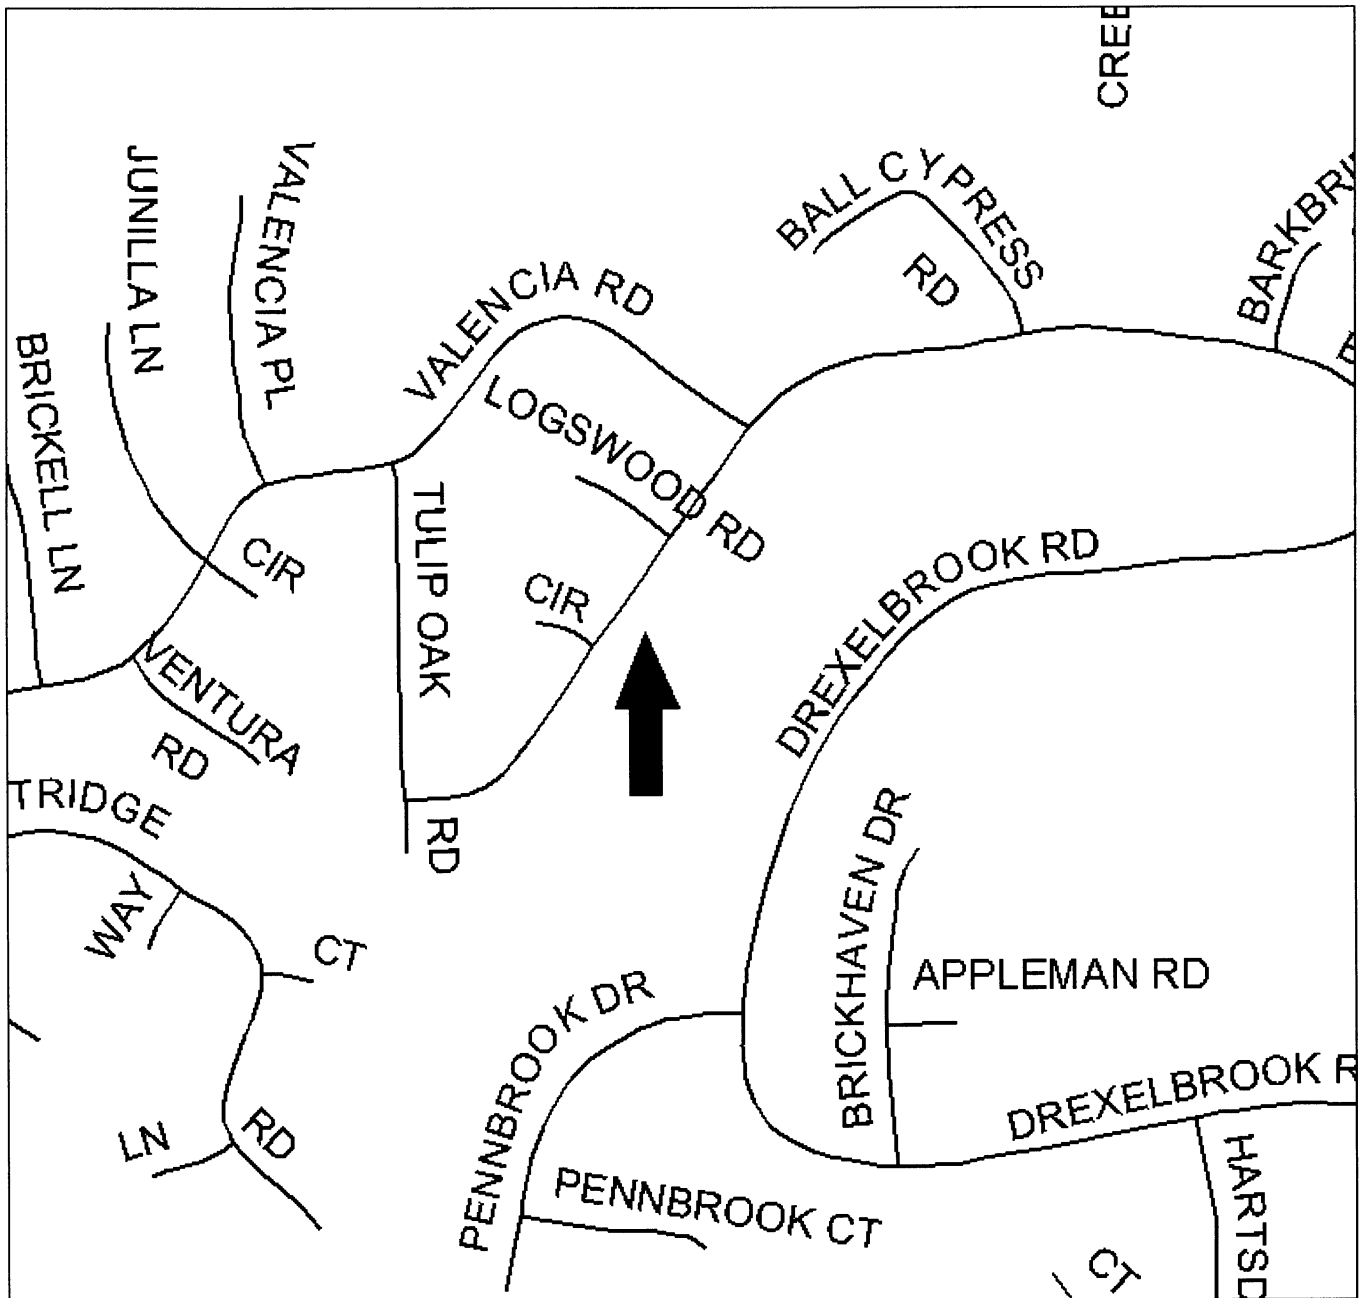 CREE
JUNILLA LN
VALENCIA PL
BALL CYPRESS
RD
BARKBRI
VALENCIA RD
BRICKELL LN
LOGSWOOD RD
TULIP OAK
CIR
CIR
DREXELBROOK RD
VENTURA
RD
TRIDGE
RD
WAY
CT
BRICKHAVEN DR
APPLEMAN RD
PENNBROOK DR
LN
RD
DREXELBROOK R
PENNBROOK CT
HARTSD
CT